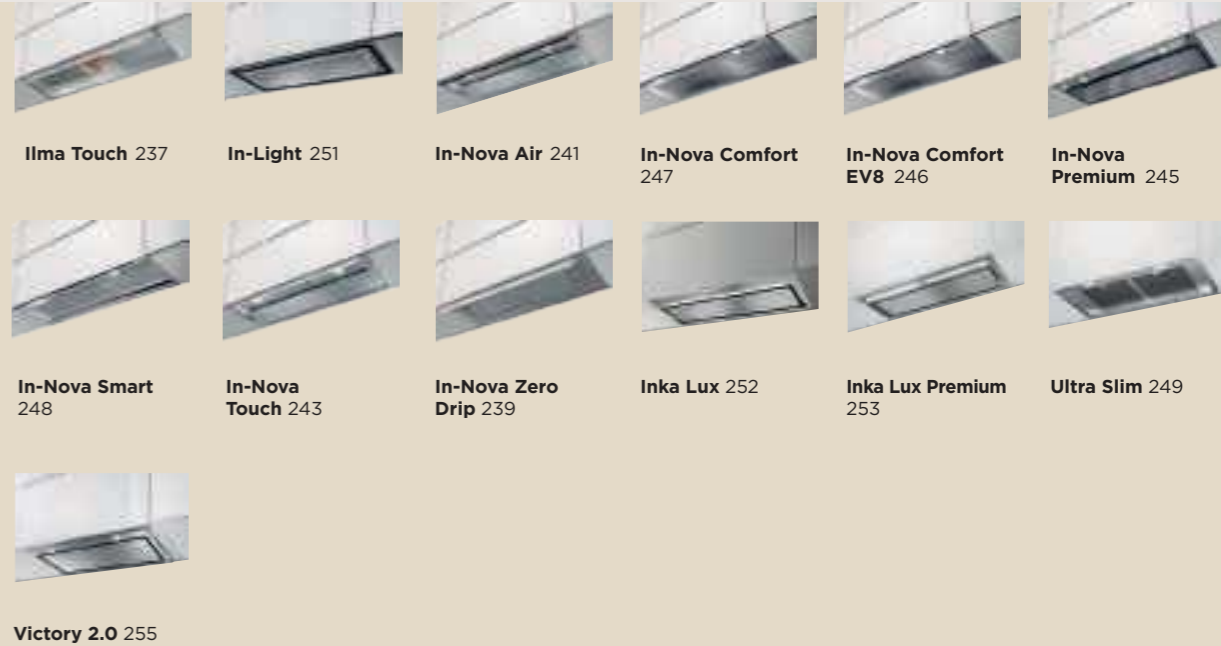 Ilma Touch 237
In-Light 251
In-Nova Air 241
In-Nova Comfort
247
In-Nova Comfort
EV8 246
In-Nova
Premium 245
In-Nova Smart
248
In-Nova
Touch 243
In-Nova Zero
Drip 239
Inka Lux 252
Inka Lux Premium
253
Ultra Slim 249
Victory 2.0 255